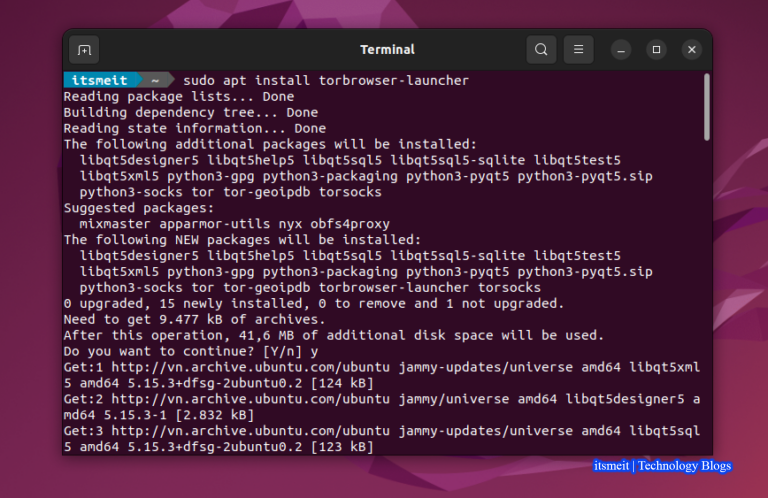 Terminal
itsmeit ~ sudo apt install torbrowser-launcher
Reading package lists... Done
Building dependency tree... Done
Reading state information... Done
The following additional packages will be installed:
libqt5designer5 libqt5help5 libqt5sql5 libqt5sql5-sqlite libqt5test5
libqt5xml5 python3-gpg python3-packaging python3-pyqt5 python3-pyqt5.sip
python3-socks tor tor-geoipdb torsocks
Suggested packages:
mixmaster apparmor-utils nyx obfs4proxy
The following NEW packages will be installed:
libqt5designer5 libqt5help5 libqt5sql5 libqt5sql5-sqlite libqt5test5
libqt5xml5 python3-gpg python3-packaging python3-pyqt5 python3-pyqt5.sip
python3-socks tor tor-geoipdb torbrowser-launcher torsocks
0 upgraded, 15 newly installed, 0 to remove and 1 not upgraded.
Need to get 9.477 kB of archives.
After this operation, 41,6 MB of additional disk space will be used.
Do you want to continue? [Y/n] y
Get:1 http://vn.archive.ubuntu.com/ubuntu jammy-updates/universe amd64 libqt5xml
5 amd64 5.15.3+dfsg-2ubuntu0.2 [124 kB]
Get:2 http://vn.archive.ubuntu.com/ubuntu jammy/universe amd64 libqt5designer5 a
md64 5.15.3-1 [2.832 kB]
Get:3 http://vn.archive.ubuntu.com/ubuntu jammy-updates/universe amd64 libqt5sql
5 amd64 5.15.3+dfsg-2ubuntu0.2 [123 kB]
itsmeit | Technology Blogs